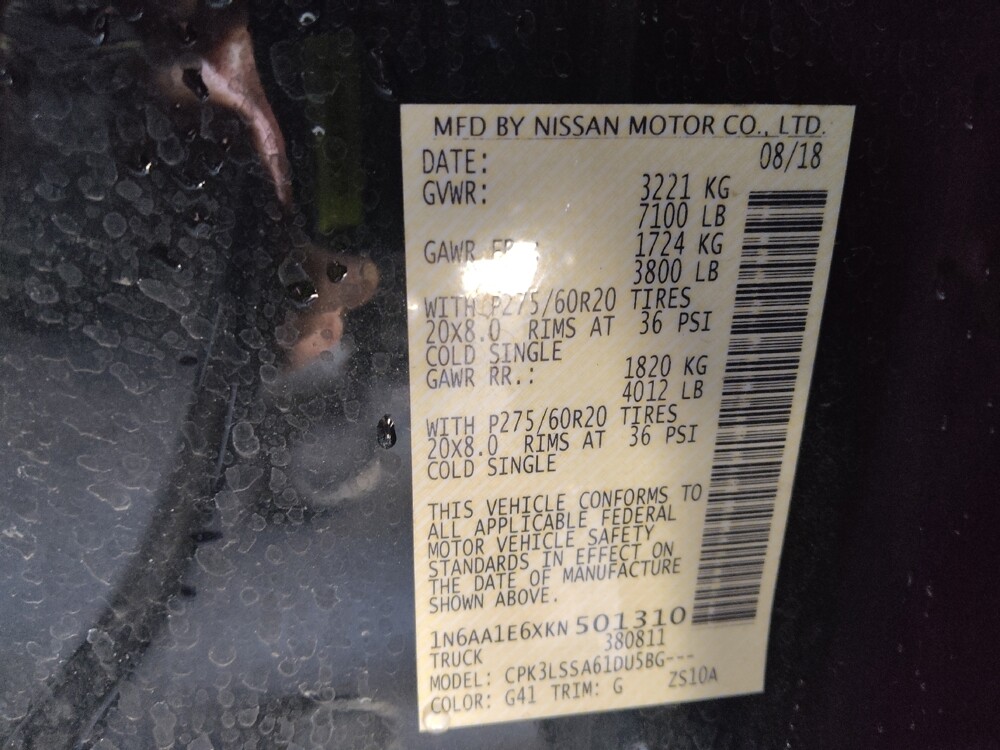 MFD BY NISSAN MOTOR CO., LTD.
DATE: 08/18
GVWR: 3221 KG
7100 LB
GAWR 1724 KG
3800 LB
WITH P275/60R20 TIRES
20X8.0 RIMS AT 36 PSI
COLD SINGLE
GAWR RR.: 1820 KG
4012 LB
WITH P275/60R20 TIRES
20X8.0 RIMS AT 36 PSI
COLD SINGLE
THIS VEHICLE CONFORMS TO
ALL APPLICABLE FEDERAL
MOTOR VEHICLE SAFETY
STANDARDS IN EFFECT ON
THE DATE OF MANUFACTURE
SHOWN ABOVE.
1N6AA1E6XKN 501310
TRUCK 380811
MODEL: CPK3LSSA61DU5BG---
COLOR: G41 TRIM: G ZS10A